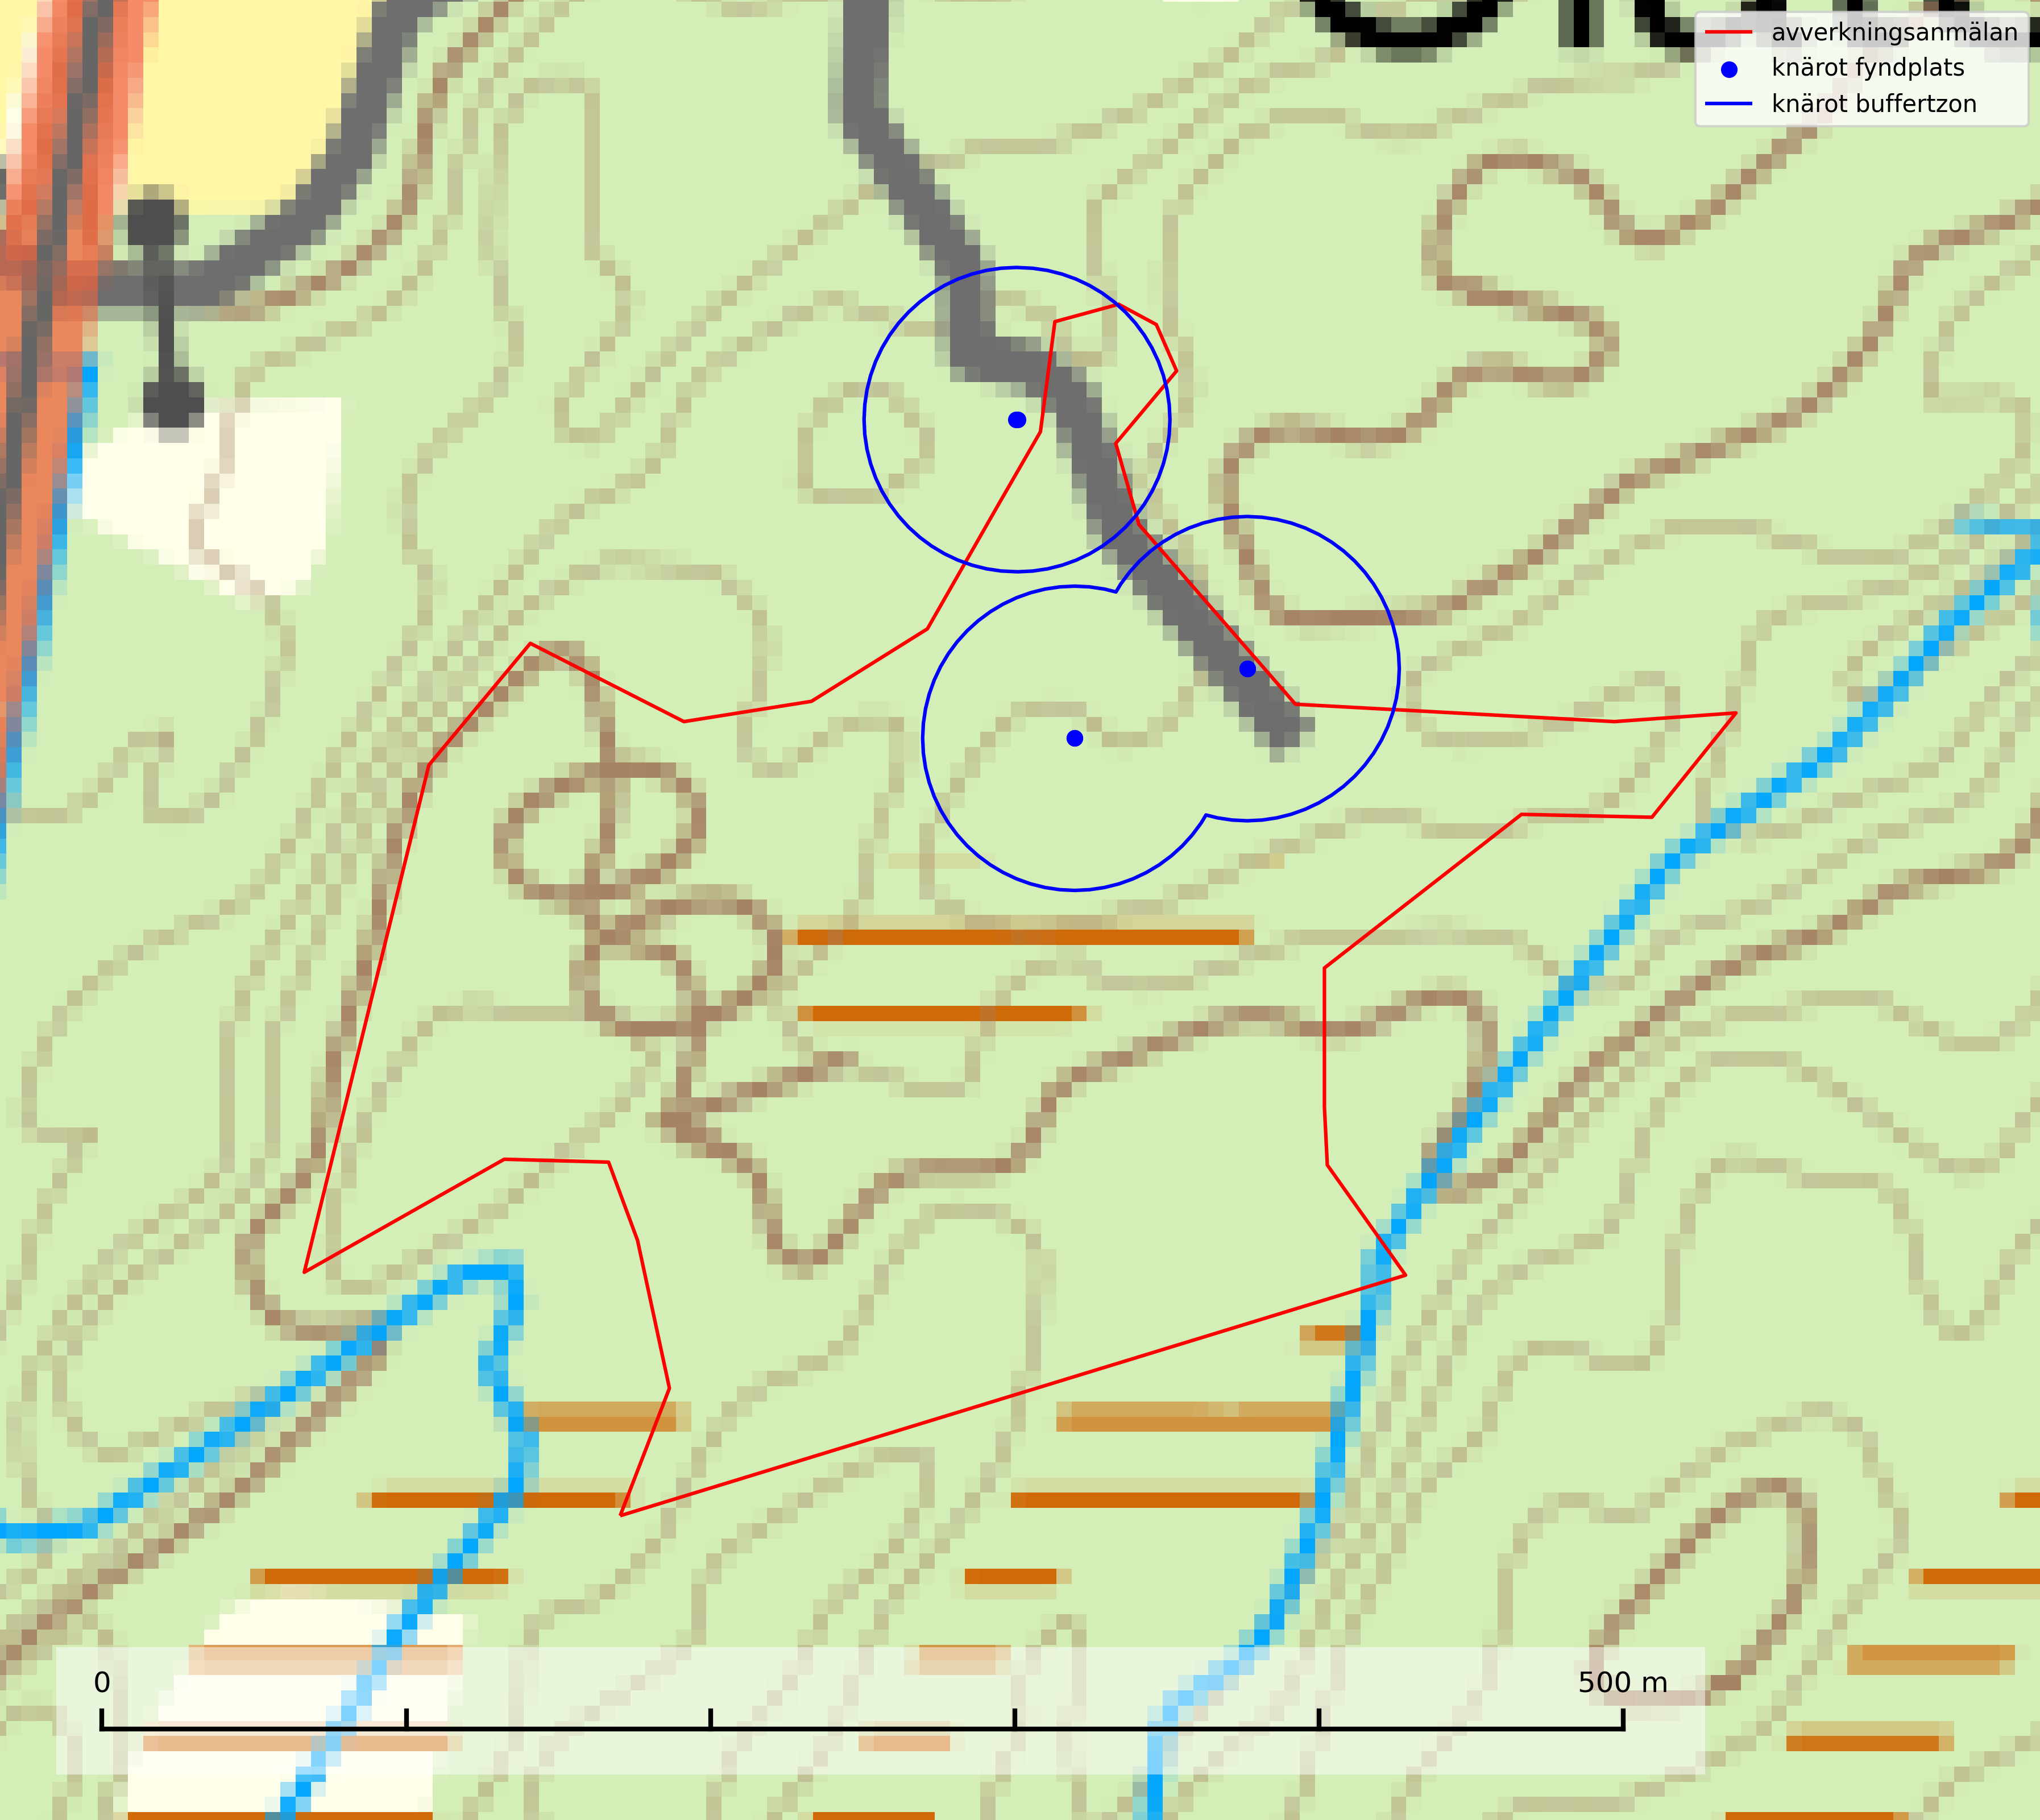 avverkningsanmälan
knärot fyndplats
knärot buffertzon
0 500 m